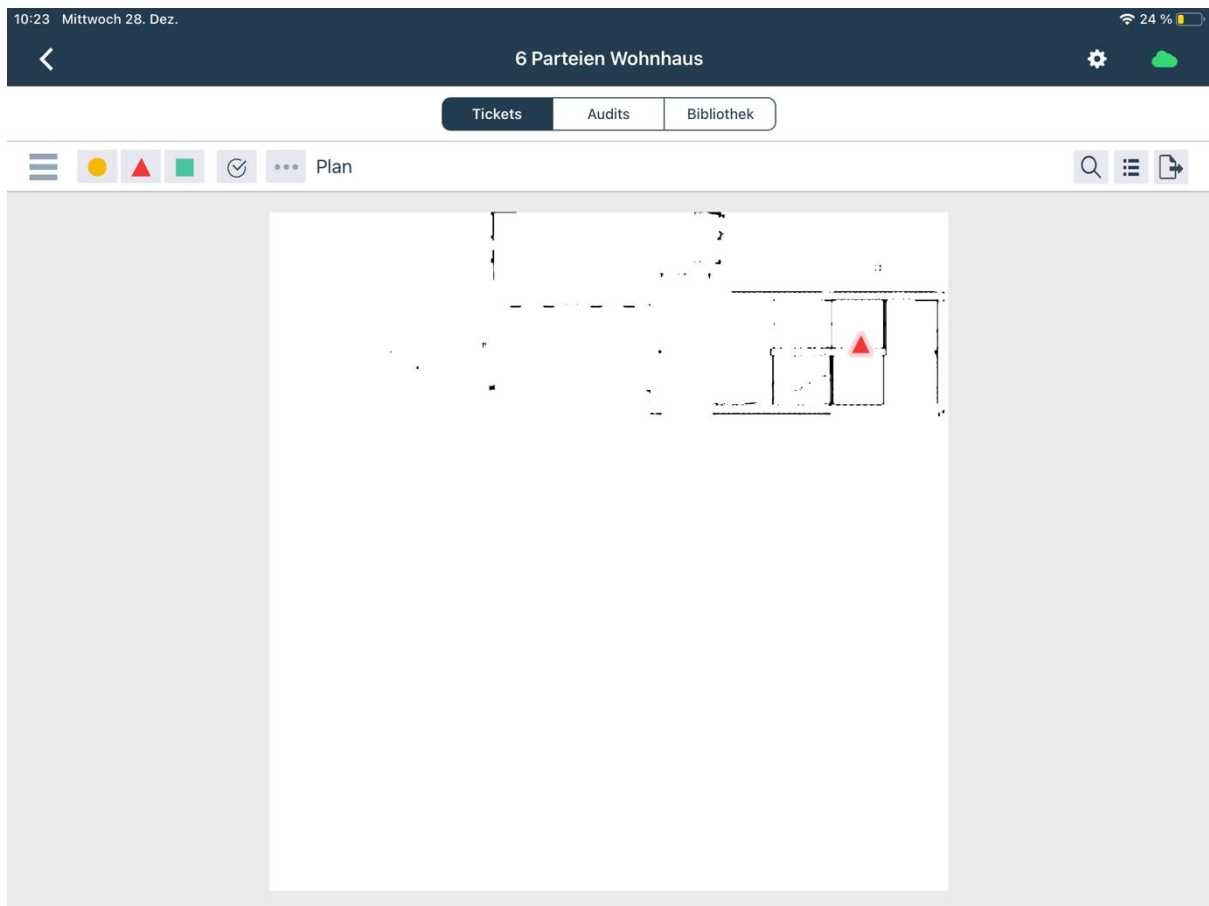 10:23 Mittwoch 28. Dez. 24 %
6 Parteien Wohnhaus
Tickets Audits Bibliothek
Plan